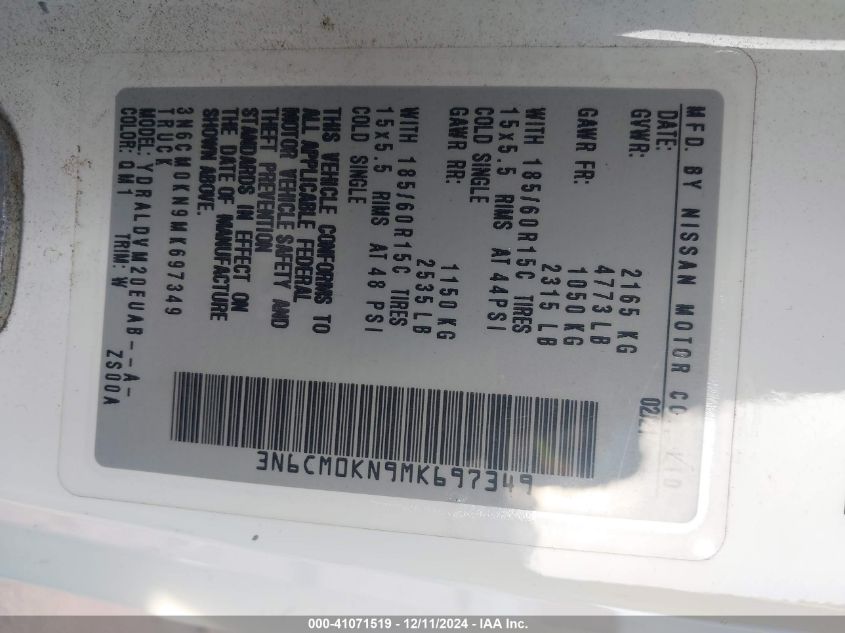 MFD. BY NISSAN MOTOR CO.
DATE:
GVWR: 2165 KG
4773 LB
GAWR FR: 1050 KG
2315 LB
WITH 185/60R15C TIRES
15x5.5 RIMS AT 44PSI
COLD SINGLE
GAWR RR: 1150 KG
2535 LB
WITH 185/60R15C TIRES
15x5.5 RIMS AT 48 PSI
COLD SINGLE
THIS VEHICLE CONFORMS TO
ALL APPLICABLE FEDERAL
MOTOR VEHICLE SAFETY AND
THEFT PREVENTION
STANDARDS IN EFFECT ON
THE DATE OF MANUFACTURE
SHOWN ABOVE.
3N6CM0KN9MK697349
TRUCK
MODEL: YDRALDVM20EUAB--A-
COLOR: QM1 TRIM: W ZS00A
3N6CM0KN9MK697349
000-41071519 - 12/11/2024 - IAA Inc.